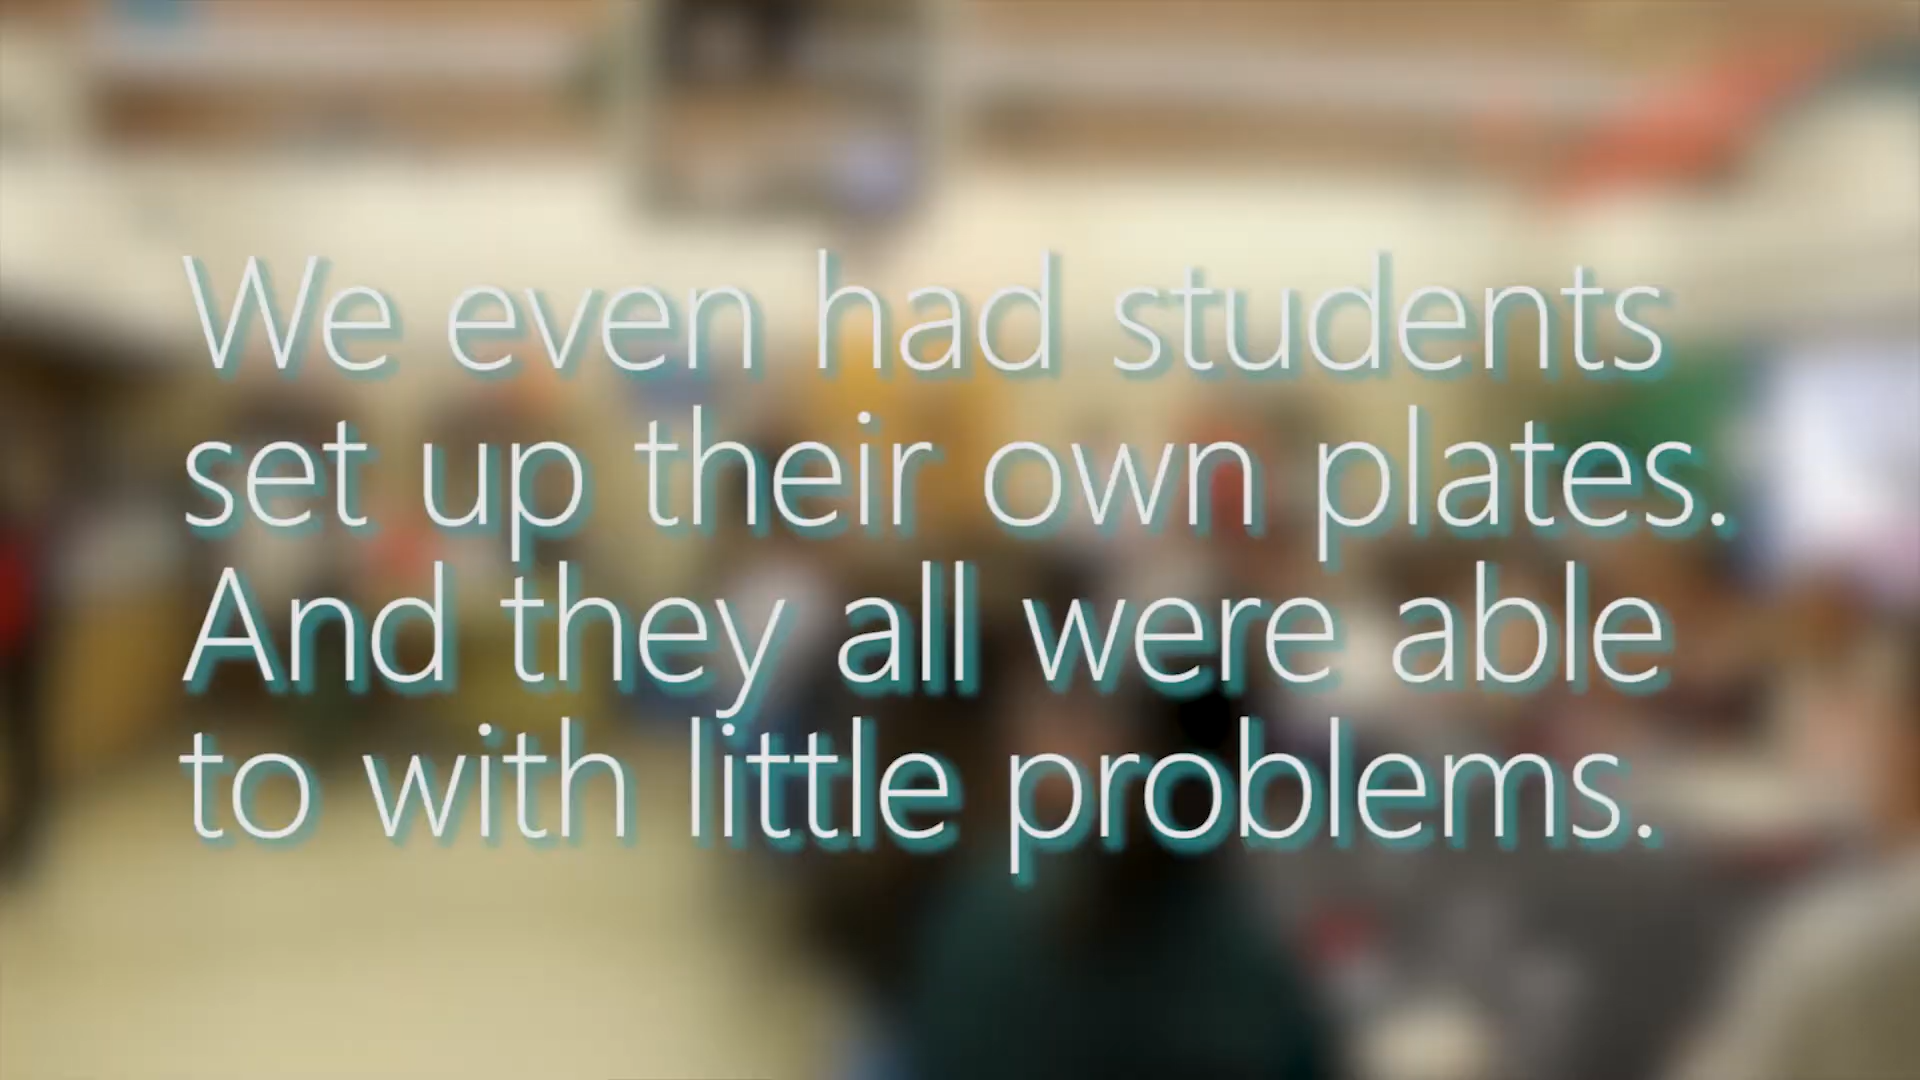 We even had students
set up their own plates.
And they all were able
to with little problems.